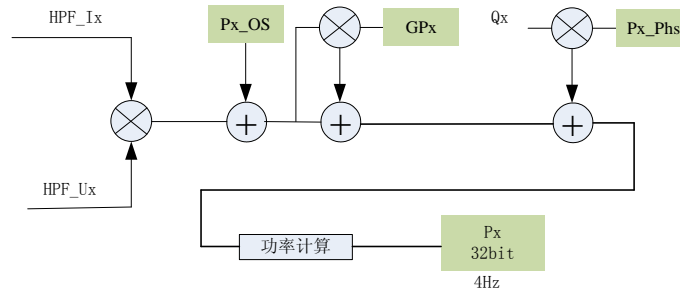 HPF_Ix
Px_OS
GPx
Qx
Px_Phs
HPF_Ux
功率计算
Px
32bit
4Hz